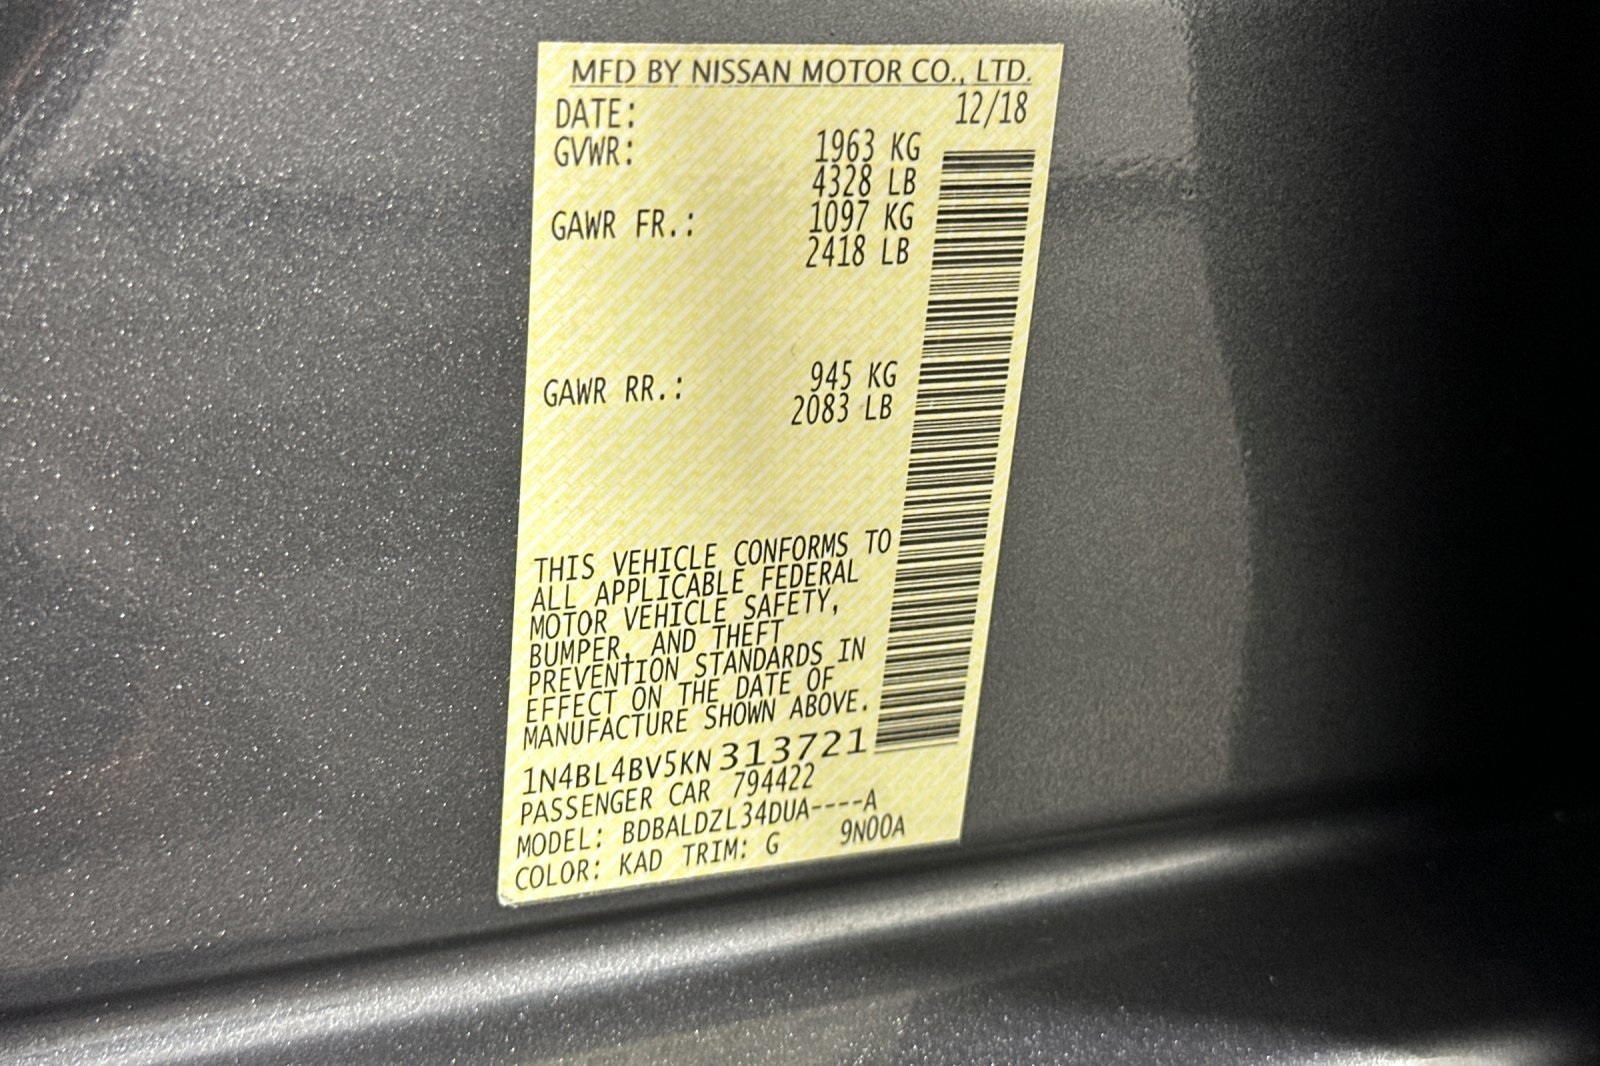 MFD BY NISSAN MOTOR CO., LTD.
DATE: 12/18
GVWR: 1963 KG
4328 LB
GAWR FR.: 1097 KG
2418 LB
GAWR RR.: 945 KG
2083 LB
THIS VEHICLE CONFORMS TO
ALL APPLICABLE FEDERAL
MOTOR VEHICLE SAFETY,
BUMPER, AND THEFT
PREVENTION STANDARDS IN
EFFECT ON THE DATE OF
MANUFACTURE SHOWN ABOVE.
1N4BL4BV5KN313721
PASSENGER CAR 794422
MODEL: BDBALDZL34DUA----A
COLOR: KAD TRIM: G 9N00A